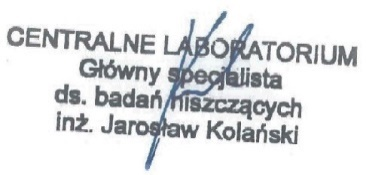 CENTRALNE LABORATORIUM
Główny specjalista
ds. badań niszczących
inż. Jarosław Kolański